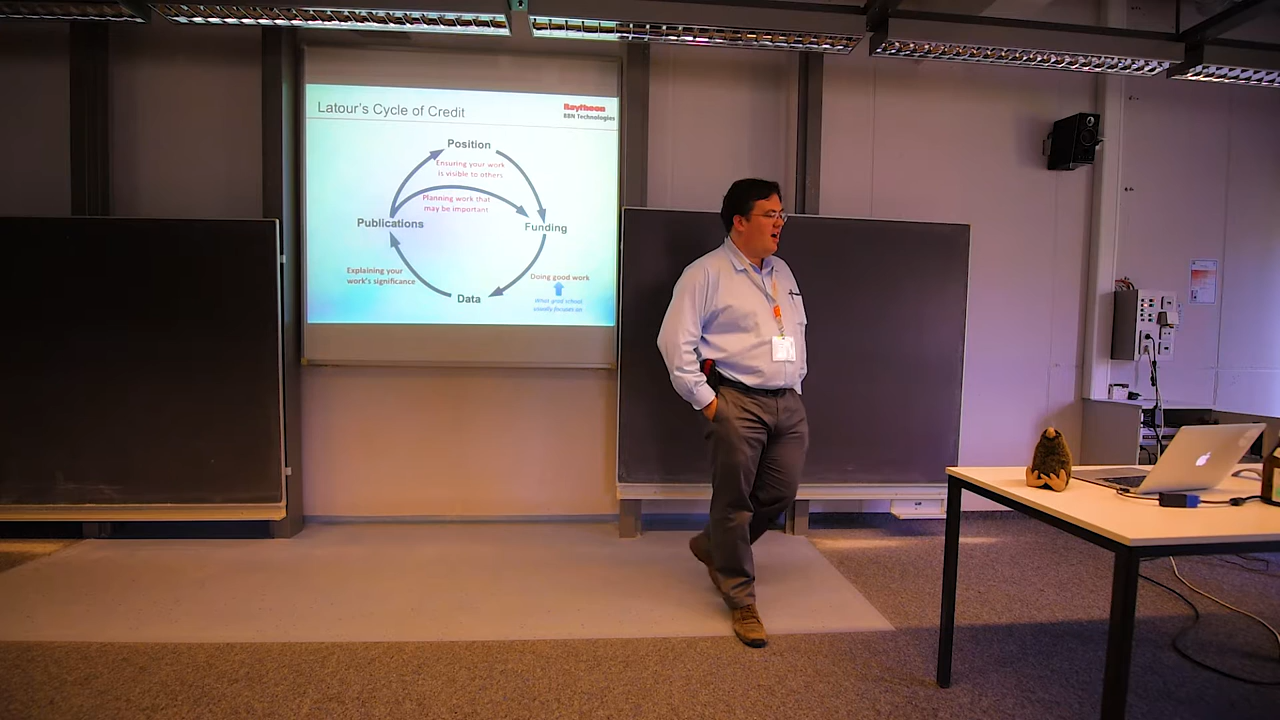 Latour's Cycle of Credit
Raytheon
BBN Technologies
Position
Ensuring your work
is visible to others
Planning work that
may be important
Publications
Funding
Explaining your
work's significance
Doing good work
Data
What grad school
usually focuses on